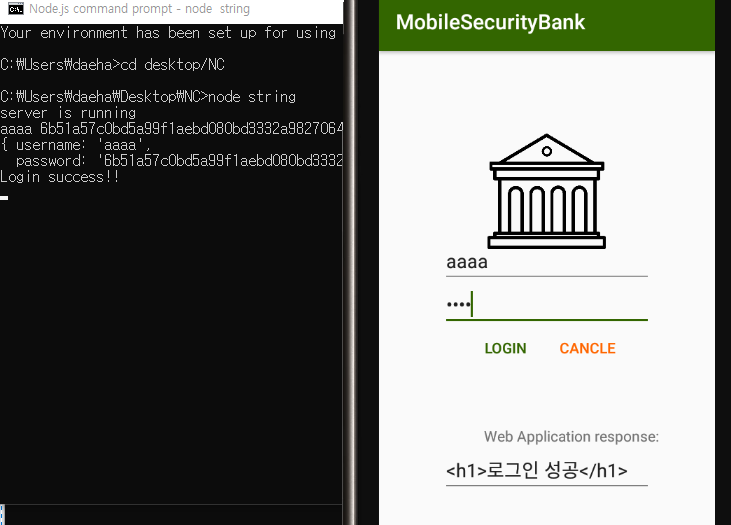 Node.js command prompt - node string
Your environment has been set up for using
C:₩Users₩daeha>cd desktop/NC
C:₩Users₩daeha₩Desktop₩NC>node string
server is running
aaaa 6b51a57c0bd5a99f1aebd080bd3332a9827064
{ username: 'aaaa',
password: '6b51a57c0bd5a99f1aebd080bd3332
Login success!!
MobileSecurityBank
aaaa
••••
LOGIN CANCLE
Web Application response:
<h1>로그인 성공</h1>